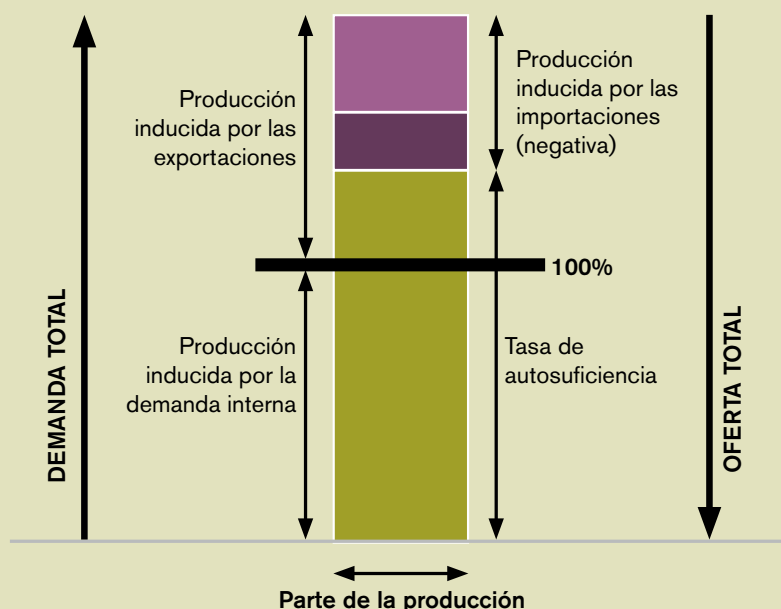 Producción
inducida por las
exportaciones
Producción
inducida por las
importaciones
(negativa)
100%
DEMANDA TOTAL
Producción
inducida por la
demanda interna
Tasa de
autosuficiencia
OFERTA TOTAL
Parte de la producción